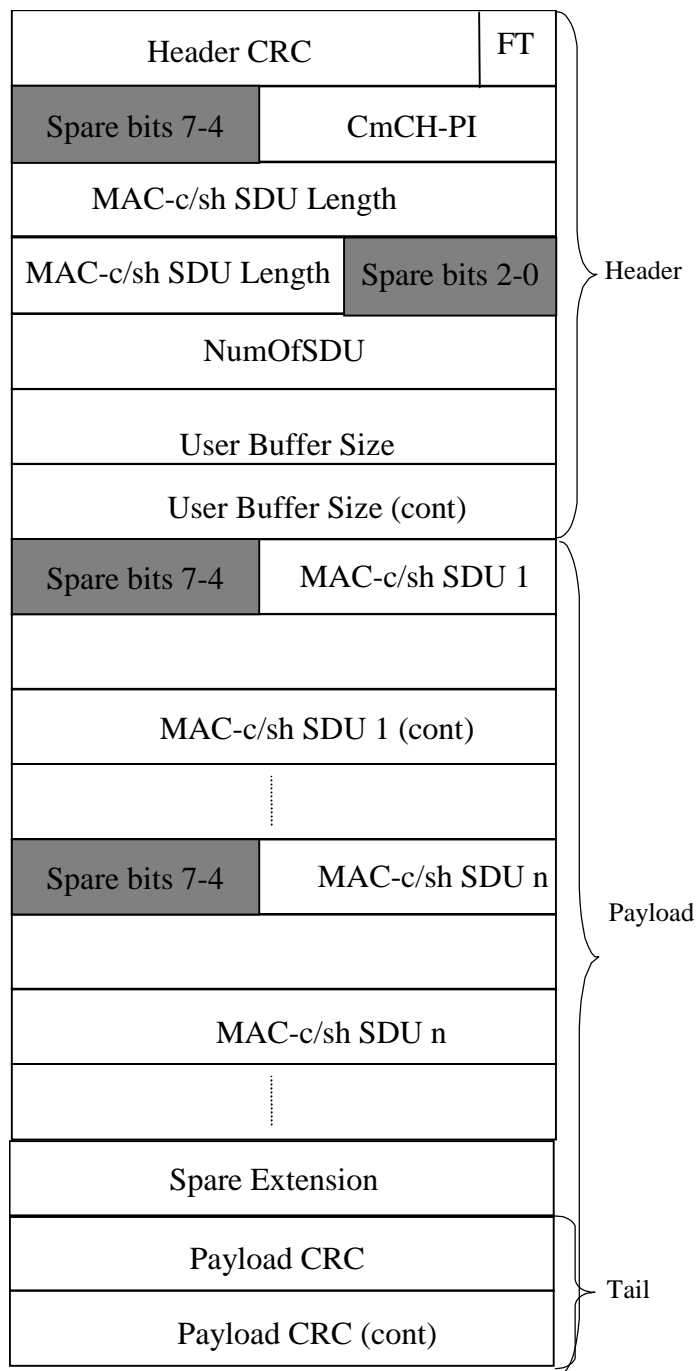 Header CRC FT
Spare bits 7-4 CmCH-PI
MAC-c/sh SDU Length
MAC-c/sh SDU Length Spare bits 2-0
Header
NumOfSDU
User Buffer Size
User Buffer Size (cont)
Spare bits 7-4 MAC-c/sh SDU 1
MAC-c/sh SDU 1 (cont)
Spare bits 7-4 MAC-c/sh SDU n
Payload
MAC-c/sh SDU n
Spare Extension
Payload CRC
Tail
Payload CRC (cont)